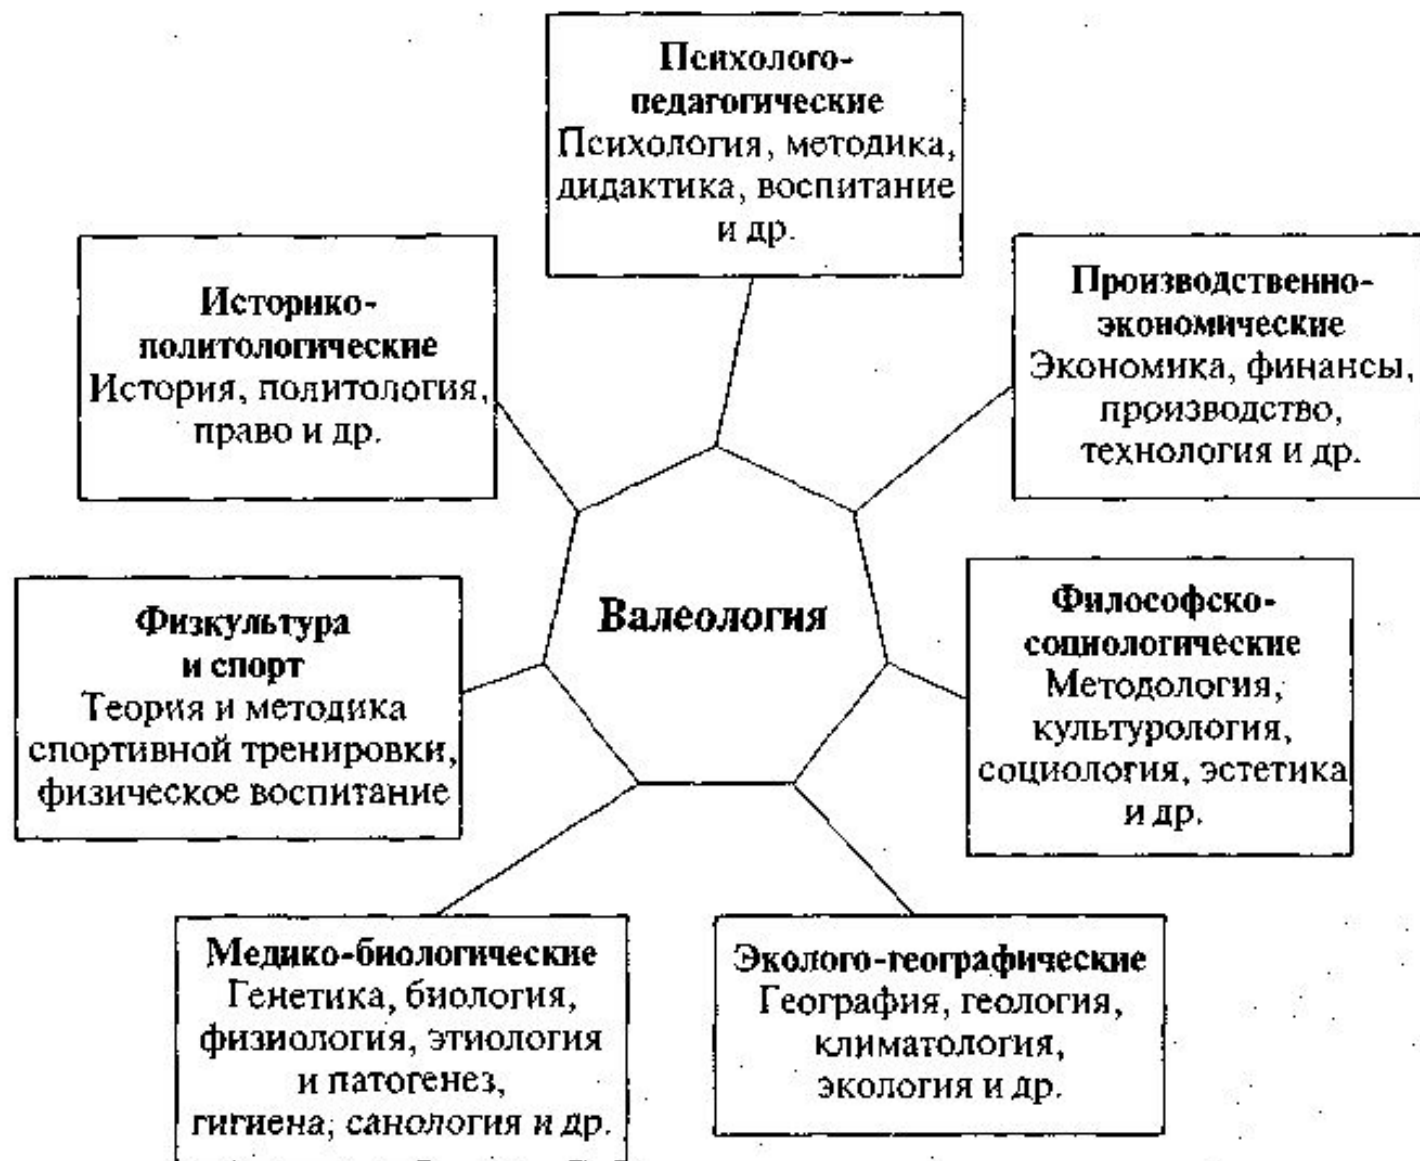 Психолого-
педагогические
Психология, методика,
дидактика, воспитание
и др.
Историко-
политологические
История, политология,
право и др.
Производственно-
экономические
Экономика, финансы,
производство,
технология и др.
Валеология
Физкультура
и спорт
Теория и методика
спортивной тренировки,
физическое воспитание
Философско-
социологические
Методология,
культурология,
социология, эстетика
и др.
Медико-биологические
Генетика, биология,
физиология, этиология
и патогенез,
гигиена, санология и др.
Эколого-географические
География, геология,
климатология,
экология и др.